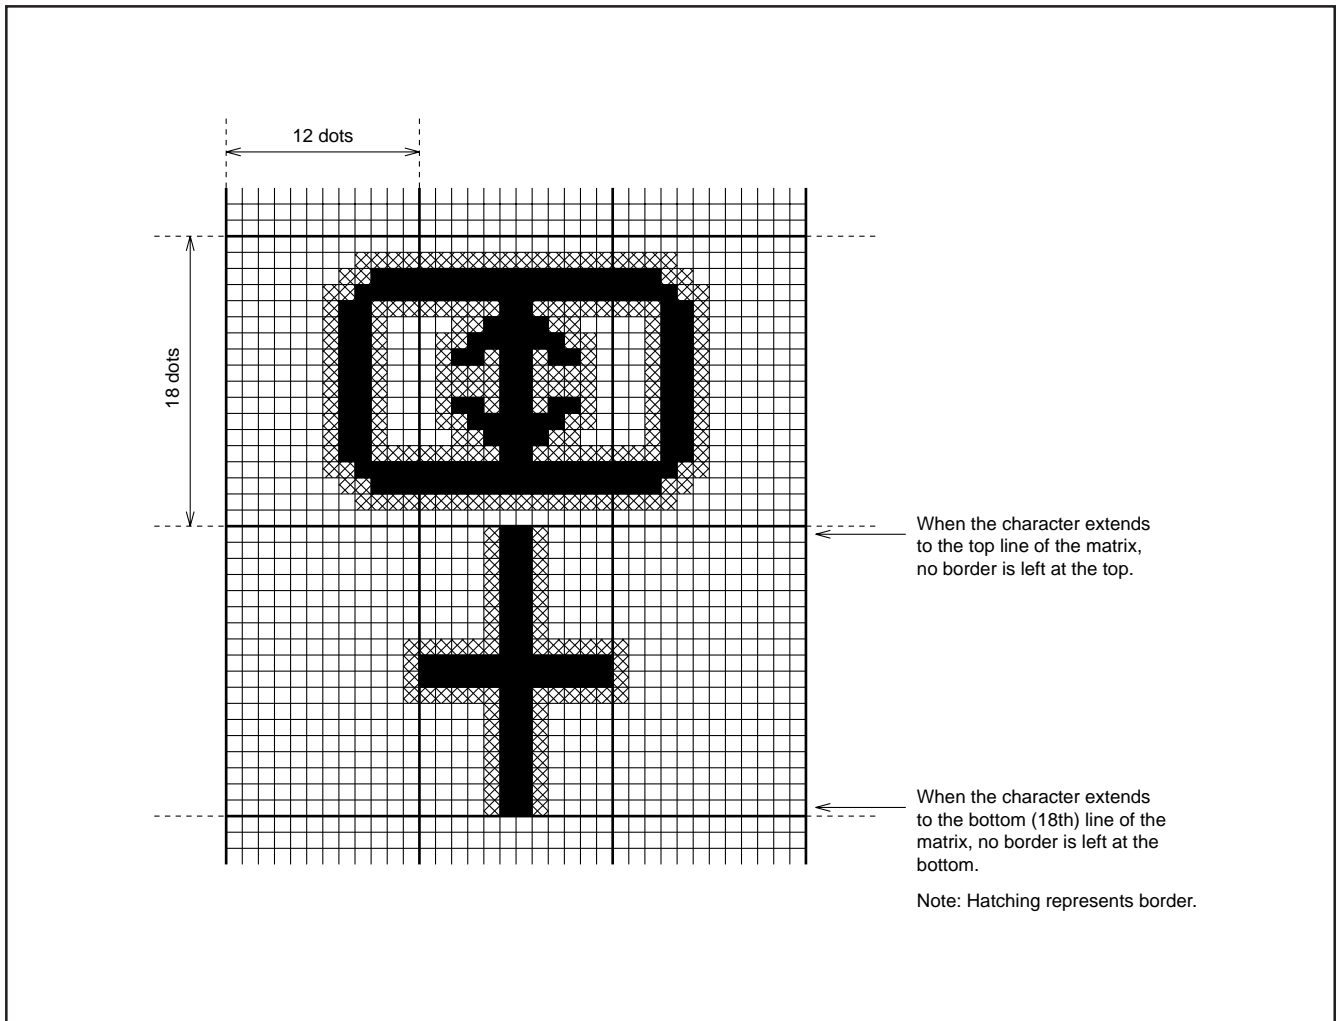 12 dots
18 dots
When the character extends
to the top line of the matrix,
no border is left at the top.
When the character extends
to the bottom (18th) line of the
matrix, no border is left at the
bottom.
Note: Hatching represents border.